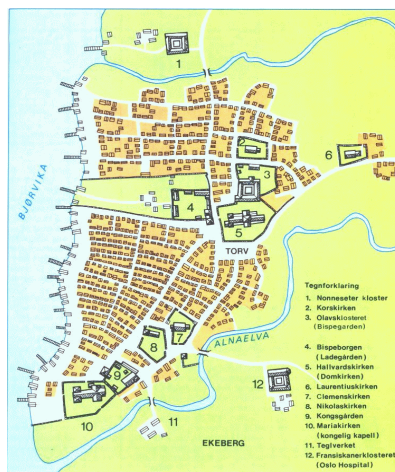 1
6
2
3
4
5
TORV
BJØRVIKA
7
8
ALNAELVA
9
12
10
11
EKEBERG
Tegnforklaring
1. Nonneseter kloster
2. Korskirken
3. Olavsklosteret
(Bispegarden)
4. Bispeborgen
(Ladegården)
5. Hallvardskirken
(Domkirken)
6. Laurentiuskirken
7. Clemenskirken
8. Nikolaskirken
9. Kongsgården
10. Mariakirken
(kongelig kapell)
11. Teglverket
12. Fransiskanerklosteret
(Oslo Hospital)